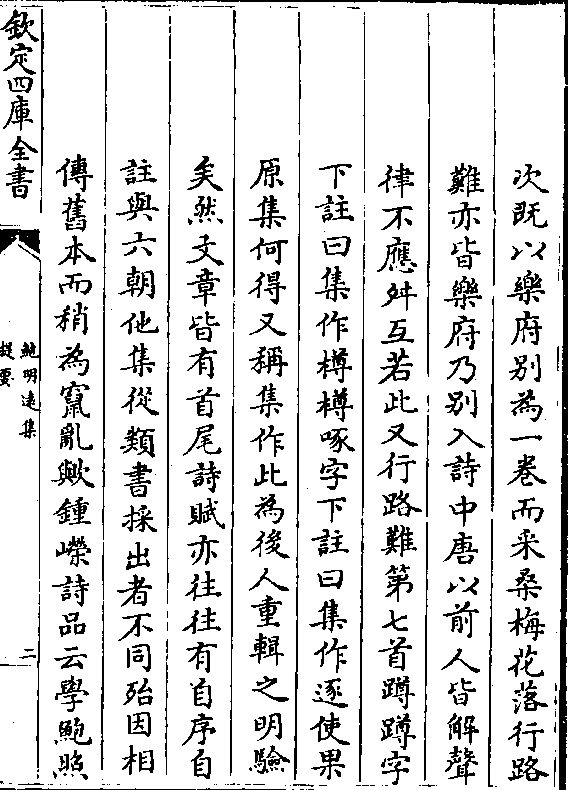 次既以樂府別為一卷而采桑梅花落行路
難亦皆樂府乃別入詩中唐以前人皆解聲
律不應舛互若此又行路難第七首蹲蹲字
下註曰集作樽樽啄字下註曰集作逐使果
原集何得又稱集作此為後人重輯之明驗
矣然文章皆有首尾詩賦亦往往有自序自
註與六朝他集從類書採出者不同殆因相
傳舊本而稍為竄亂歟鍾嶸詩品云學鮑照
欽定四庫全書
鮑明遠集
提要
二